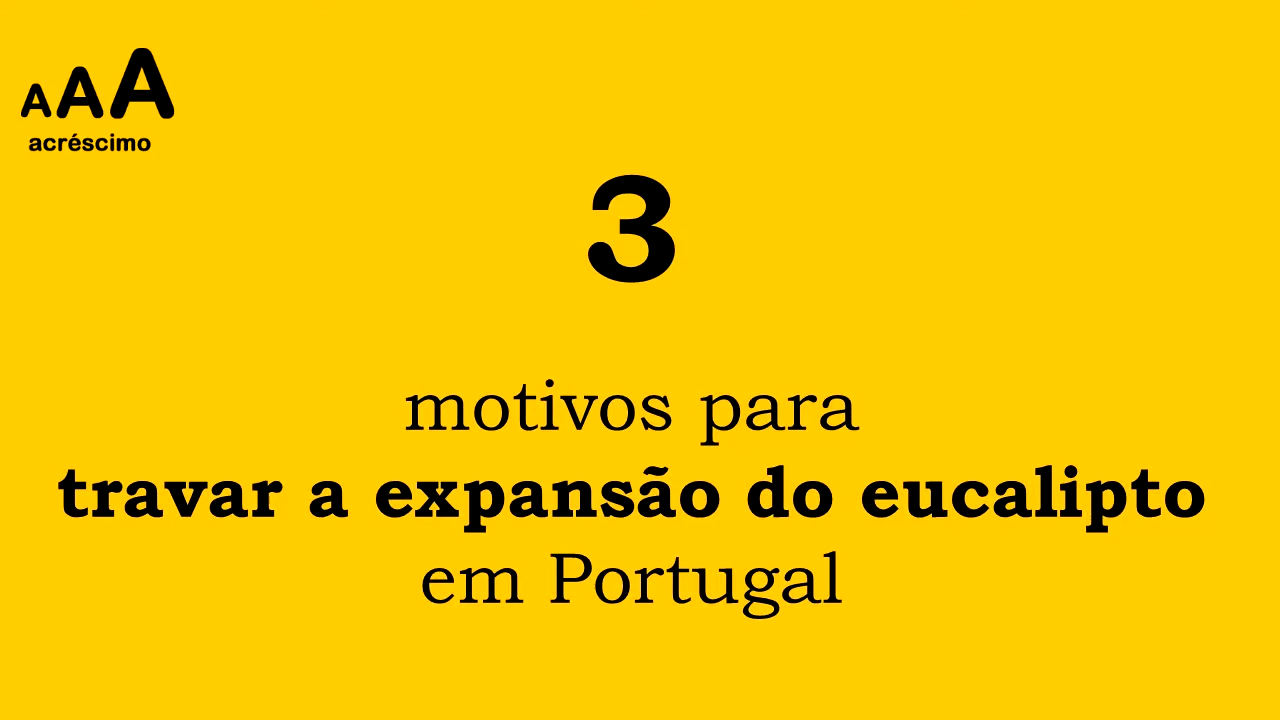 AAA
acréscimo
3
motivos para
travar a expansão do eucalipto
em Portugal